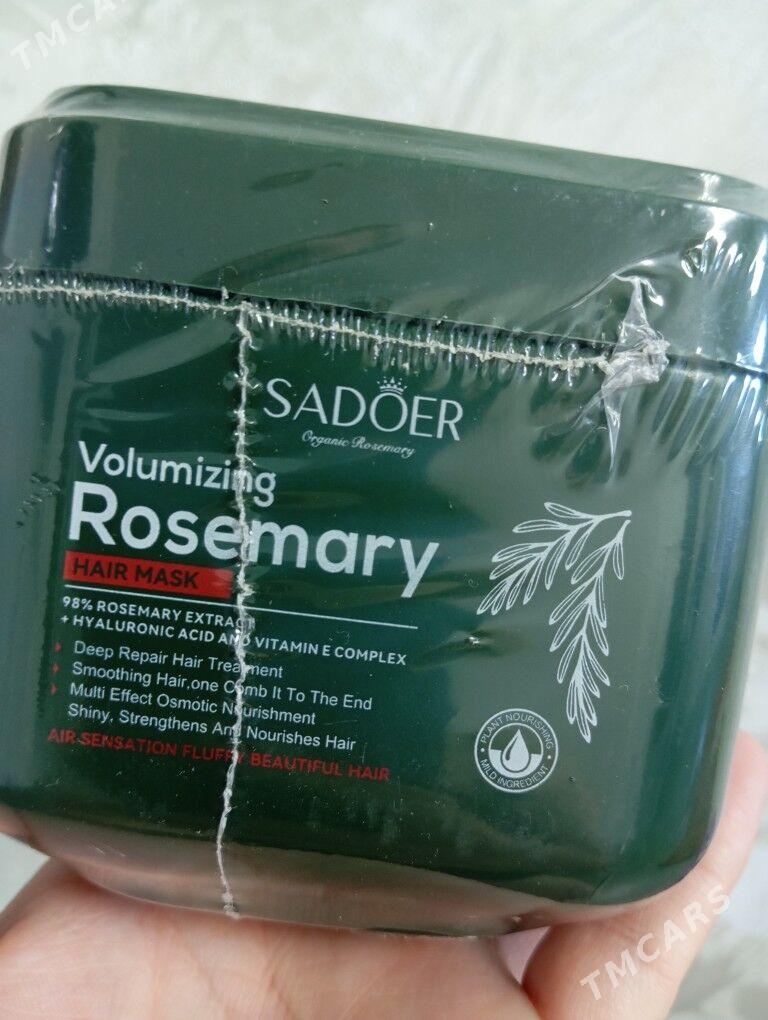 TMCARS
SADOER
Organic Rosemary
Volumizing
Rosemary
HAIR MASK
98% ROSEMARY EXTRACT
+ HYALURONIC ACID AND VITAMIN E COMPLEX
Deep Repair Hair Treatment
Smoothing Hair,one Comb It To The End
Multi Effect Osmotic Nourishment
Shiny, Strengthens And Nourishes Hair
AIR SENSATION FLUFFY BEAUTIFUL HAIR
PLANT NOURISHING
MILD INGREDIENT
TMCARS